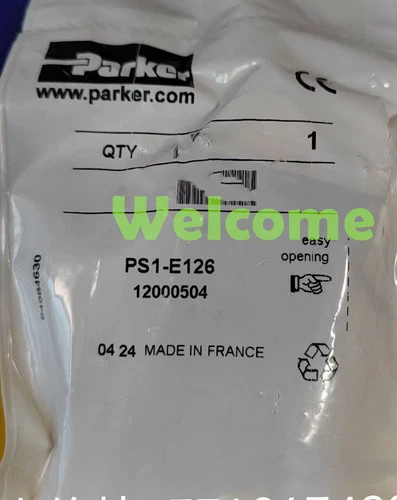 Parker
www.parker.com
CE
QTY 1
Welcome
easy
opening
PS1-E126
12000504
04 24 MADE IN FRANCE